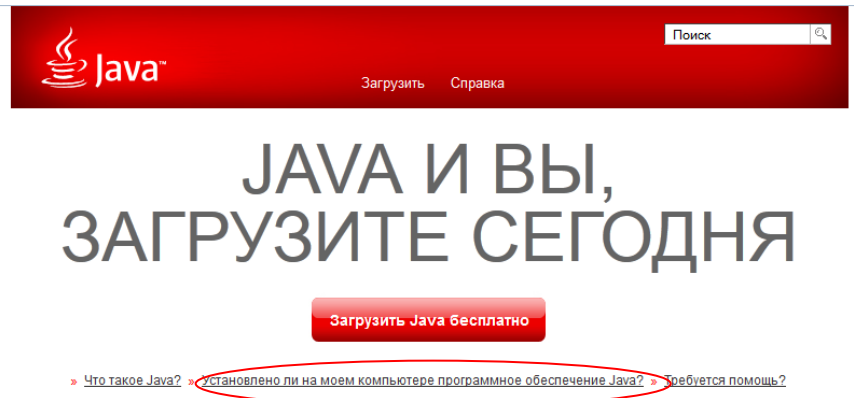 Поиск
Java™
Загрузить Справка
JAVA И ВЫ,
ЗАГРУЗИТЕ СЕГОДНЯ
Загрузить Java бесплатно
» Что такое Java? » Установлено ли на моем компьютере программное обеспечение Java? » Требуется помощь?